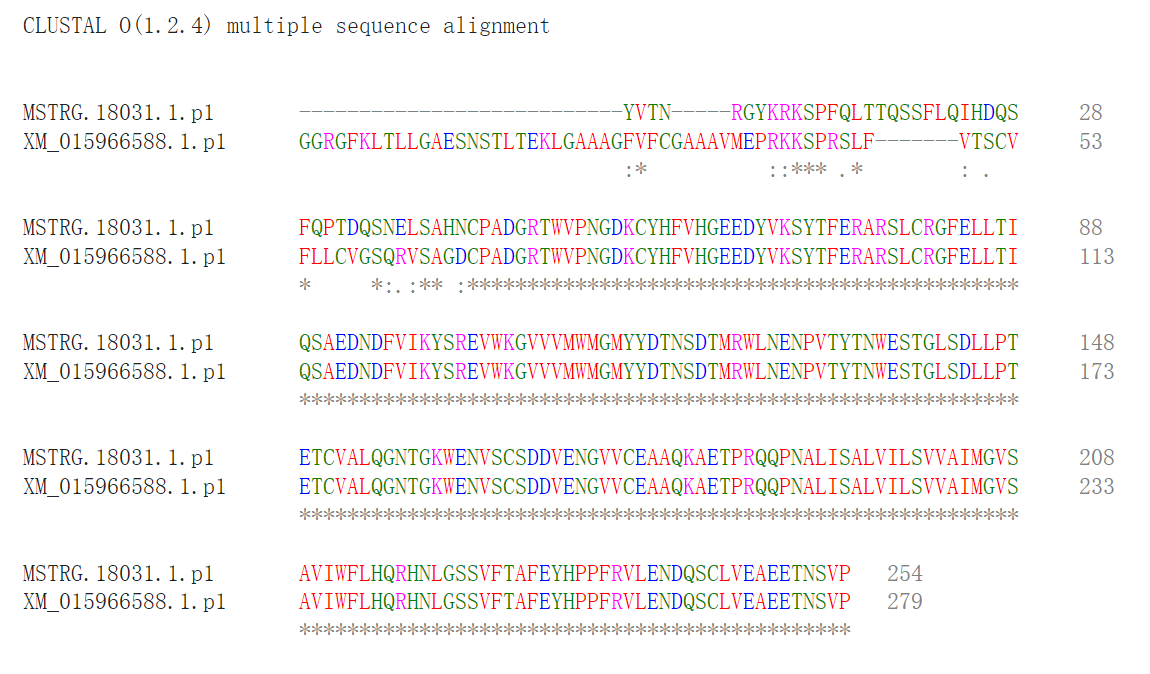 CLUSTAL O(1.2.4) multiple sequence alignment
MSTRG.18031.1.p1      ---------------------------YVTN-----RGYKRKSPFQLTTQSSFLQIHDQS     28
XM_015966588.1.p1     GGRGFKLTLLGAESNSTLTEKLGAAAGFVFCGAAAVMEPRKKSPRSLF-------VTSCV     53
                                                 :*          ::*** .*        : .
MSTRG.18031.1.p1      FQPTDQSNELSAHNCPADGRTWVPNGDKCYHFVHGEEDYVKSYTFERARSLCRGFELLTI     88
XM_015966588.1.p1     FLLCVGSQRVSAGDCPADGRTWVPNGDKCYHFVHGEEDYVKSYTFERARSLCRGFELLTI     113
                      *     *:.:** :**********************************************
MSTRG.18031.1.p1      QSAEDNDFVIKYSREVWKGVVVMWMGMYYDTNSDTMRWLNENPVTYTNWESTGLSDLLPT     148
XM_015966588.1.p1     QSAEDNDFVIKYSREVWKGVVVMWMGMYYDTNSDTMRWLNENPVTYTNWESTGLSDLLPT     173
                      ************************************************************
MSTRG.18031.1.p1      ETCVALQGNTGKWENVSCSDDVENGVVCEAAQKAETPRQQPNALISALVILSVVAIMGVS     208
XM_015966588.1.p1     ETCVALQGNTGKWENVSCSDDVENGVVCEAAQKAETPRQQPNALISALVILSVVAIMGVS     233
                      ************************************************************
MSTRG.18031.1.p1      AVIWFLHQRHNLGSSVFTAFEYHPPFRVLENDQSCLVEAEETNSVP   254
XM_015966588.1.p1     AVIWFLHQRHNLGSSVFTAFEYHPPFRVLENDQSCLVEAEETNSVP   279
                      **********************************************